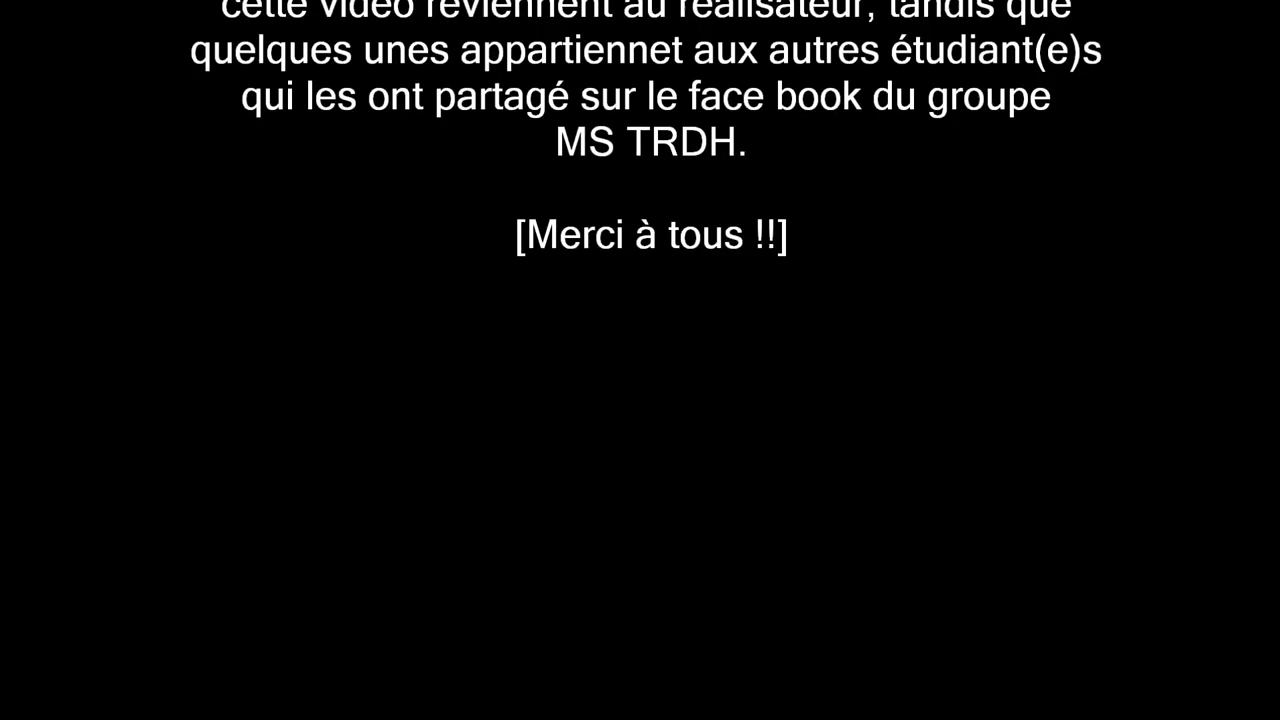 cette vidéo reviennent au réalisateur, tandis que
quelques unes appartiennet aux autres étudiant(e)s
qui les ont partagé sur le face book du groupe
MS TRDH.
[Merci à tous !!]